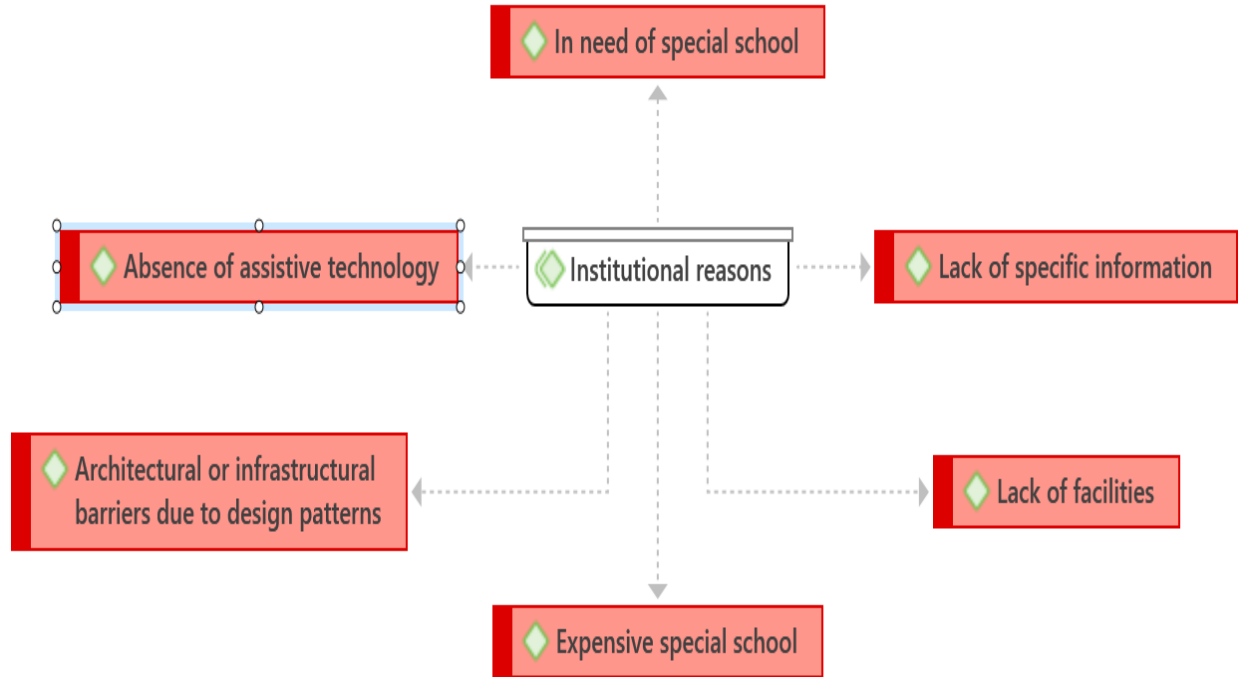 In need of special school
Absence of assistive technology
Institutional reasons
Lack of specific information
Architectural or infrastructural
barriers due to design patterns
Lack of facilities
Expensive special school